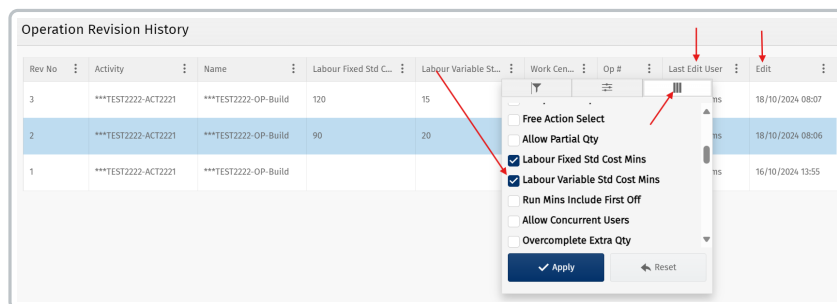 Operation Revision History
Rev No Activity Name Labour Fixed Std C... Labour Variable St... Work Cen... Op # Last Edit User Edit
3 ***TEST2222-ACT2221 ***TEST2222-OP-Build 120 15 ms 18/10/2024 08:07
Free Action Select
Allow Partial Qty
2 ***TEST2222-ACT2221 ***TEST2222-OP-Build 90 20 18/10/2024 08:06
Labour Fixed Std Cost Mins
Labour Variable Std Cost Mins
1 ***TEST2222-ACT2221 ***TEST2222-OP-Build ms 16/10/2024 13:55
Run Mins Include First Off
Allow Concurrent Users
Overcomplete Extra Qty
Apply Reset